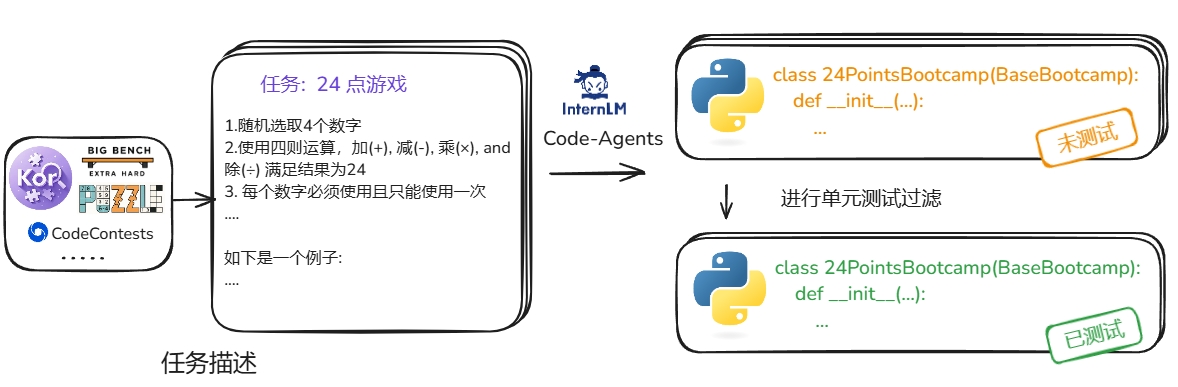 Kor
BIG BENCH
EXTRA HARD
PUZZLE
CodeContests
.....
任务：24 点游戏
1.随机选取4个数字
2.使用四则运算，加(+), 减(-), 乘(×), and
除(÷) 满足结果为24
3. 每个数字必须使用且只能使用一次
....
如下是一个例子:
....
任务描述
InternLM
Code-Agents
class 24PointsBootcamp(BaseBootcamp):
def __init__(...):
...
未测试
进行单元测试过滤
class 24PointsBootcamp(BaseBootcamp):
def __init__(...):
...
已测试